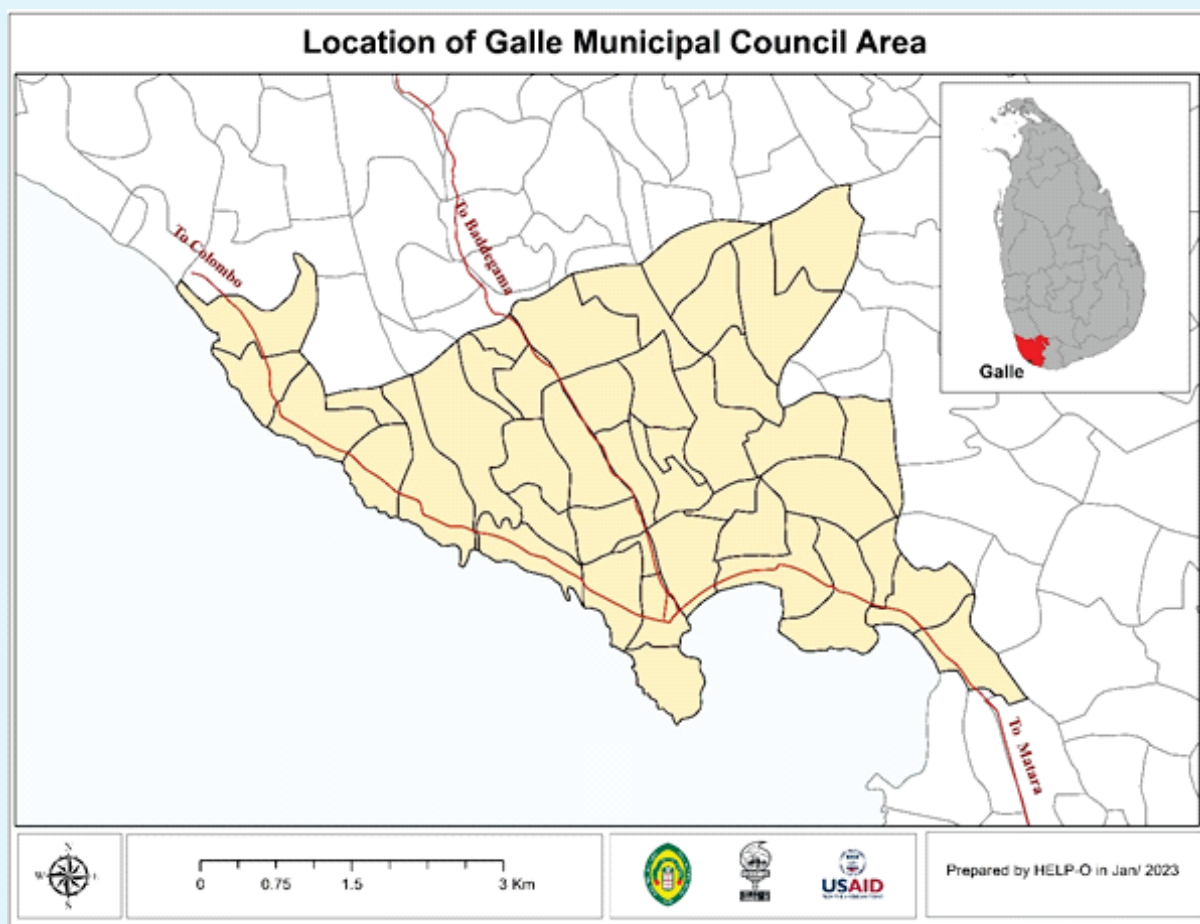 Location of Galle Municipal Council Area
To Colombo
To Baddegama
Galle
To Matara
N
W
E
S
0 0.75 1.5 3 Km
USAID
Prepared by HELP-O in Jan/ 2023